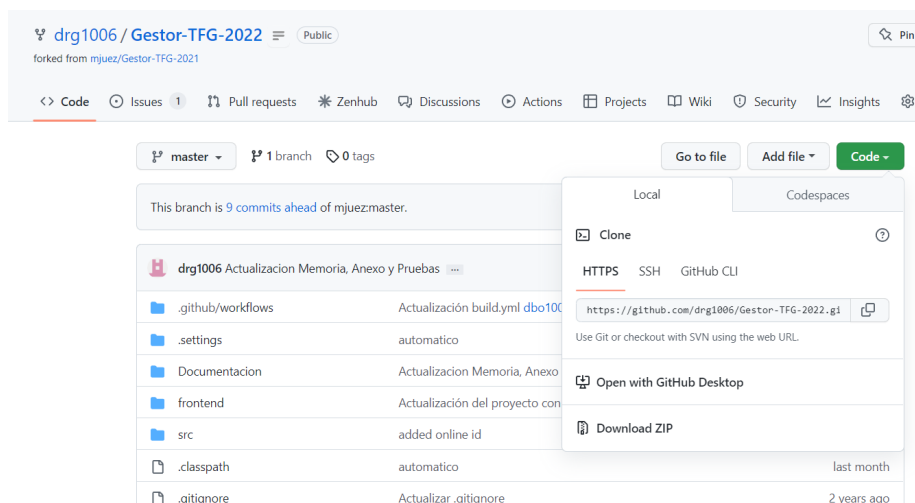 drg1006 / Gestor-TFG-2022 Public Pin
forked from mjuez/Gestor-TFG-2021
Code Issues 1 Pull requests Zenhub Discussions Actions Projects Wiki Security Insights
master 1 branch 0 tags Go to file Add file Code
Local Codespaces
This branch is 9 commits ahead of mjuez:master.
Clone
drg1006 Actualizacion Memoria, Anexo y Pruebas ...
HTTPS SSH GitHub CLI
.github/workflows Actualización build.yml dbo100
https://github.com/drg1006/Gestor-TFG-2022.gi
Use Git or checkout with SVN using the web URL.
.settings automatico
Documentacion Actualizacion Memoria, Anexo
Open with GitHub Desktop
frontend Actualización del proyecto con
src added online id
Download ZIP
.classpath automatico last month
.gitignore Actualizar .gitignore 2 years ago